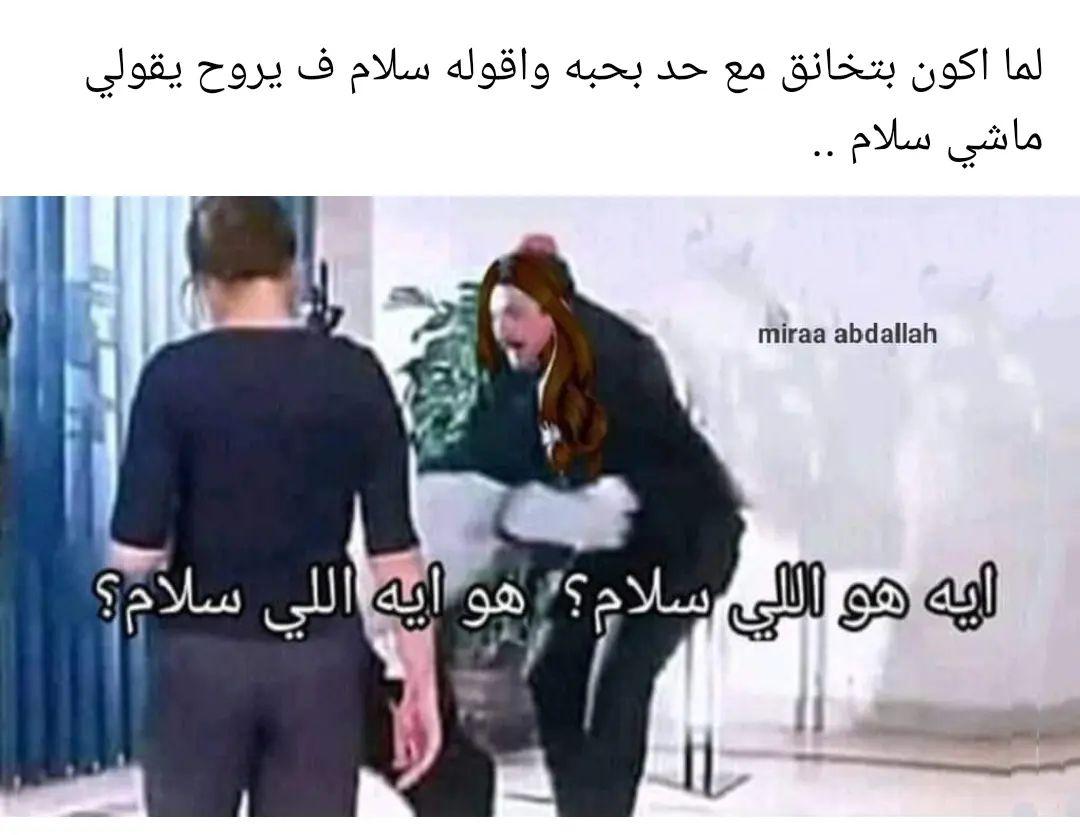 لما اكون بتخانق مع حد بحبه واقوله سلام ف يروح يقولي
ماشي سلام ..
miraa abdallah
ايه هو اللي سلام؟ هو ايه اللي سلام؟